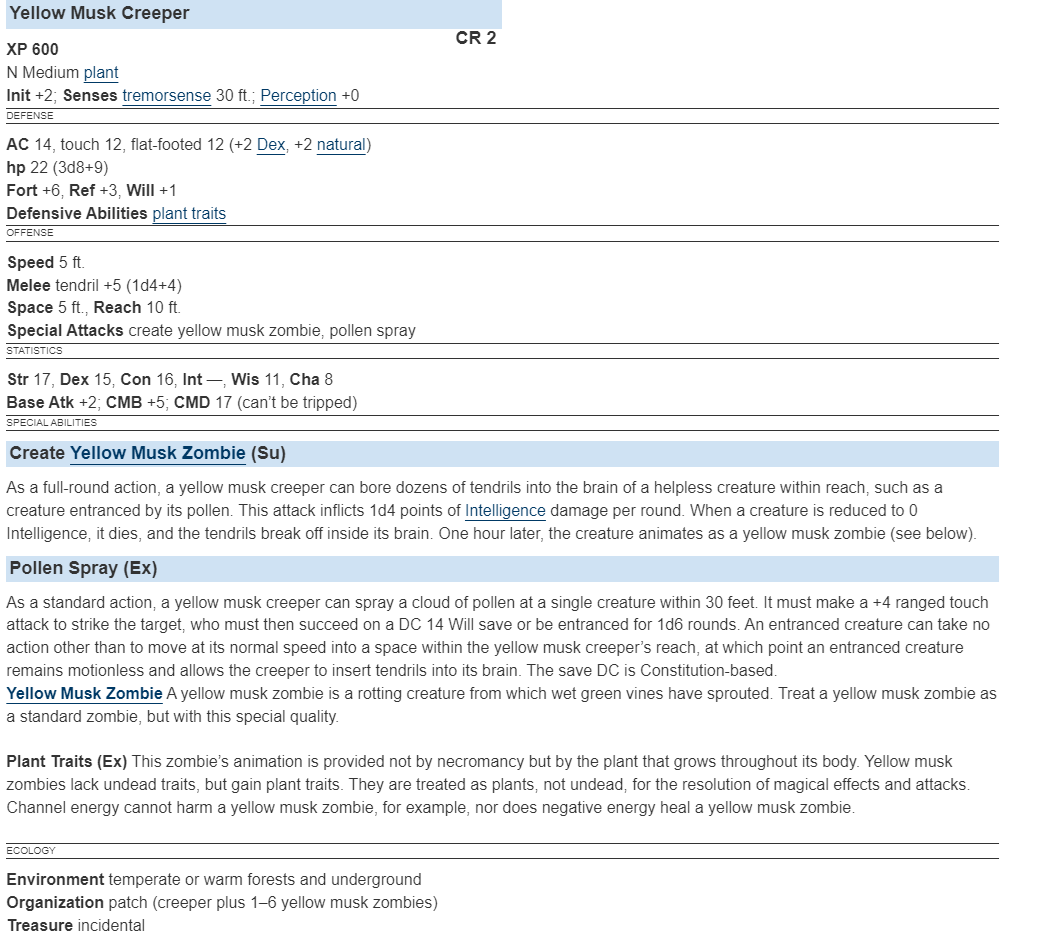 Yellow Musk Creeper
CR 2
XP 600
N Medium plant
Init +2; Senses tremorsense 30 ft.; Perception +0
DEFENSE
AC 14, touch 12, flat-footed 12 (+2 Dex, +2 natural)
hp 22 (3d8+9)
Fort +6, Ref +3, Will +1
Defensive Abilities plant traits
OFFENSE
Speed 5 ft.
Melee tendril +5 (1d4+4)
Space 5 ft., Reach 10 ft.
Special Attacks create yellow musk zombie, pollen spray
STATISTICS
Str 17, Dex 15, Con 16, Int —, Wis 11, Cha 8
Base Atk +2; CMB +5; CMD 17 (can’t be tripped)
SPECIAL ABILITIES
Create Yellow Musk Zombie (Su)
As a full-round action, a yellow musk creeper can bore dozens of tendrils into the brain of a helpless creature within reach, such as a
creature entranced by its pollen. This attack inflicts 1d4 points of Intelligence damage per round. When a creature is reduced to 0
Intelligence, it dies, and the tendrils break off inside its brain. One hour later, the creature animates as a yellow musk zombie (see below).
Pollen Spray (Ex)
As a standard action, a yellow musk creeper can spray a cloud of pollen at a single creature within 30 feet. It must make a +4 ranged touch
attack to strike the target, who must then succeed on a DC 14 Will save or be entranced for 1d6 rounds. An entranced creature can take no
action other than to move at its normal speed into a space within the yellow musk creeper’s reach, at which point an entranced creature
remains motionless and allows the creeper to insert tendrils into its brain. The save DC is Constitution-based.
Yellow Musk Zombie A yellow musk zombie is a rotting creature from which wet green vines have sprouted. Treat a yellow musk zombie as
a standard zombie, but with this special quality.
Plant Traits (Ex) This zombie’s animation is provided not by necromancy but by the plant that grows throughout its body. Yellow musk
zombies lack undead traits, but gain plant traits. They are treated as plants, not undead, for the resolution of magical effects and attacks.
Channel energy cannot harm a yellow musk zombie, for example, nor does negative energy heal a yellow musk zombie.
ECOLOGY
Environment temperate or warm forests and underground
Organization patch (creeper plus 1–6 yellow musk zombies)
Treasure incidental